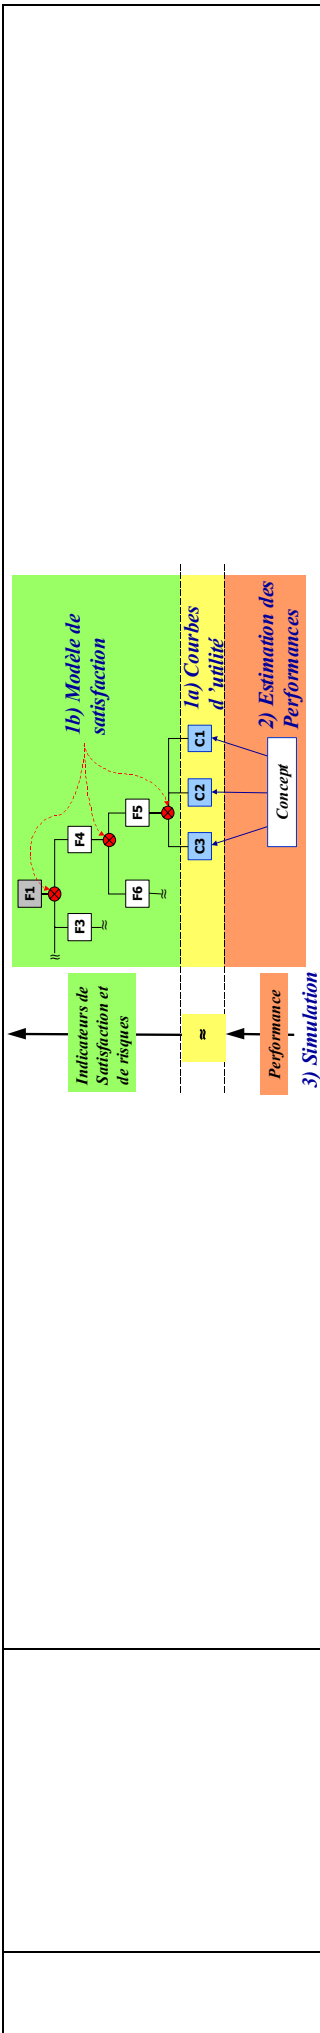 3) Simulation
Indicateurs de
Satisfaction et
de risques
≈
Performance
F1
F3
F4
F6
F5
≈
≈
≈
1b) Modèle de
satisfaction
C3
C2
C1
1a) Courbes
d ’utilité
Concept
2) Estimation des
Performances